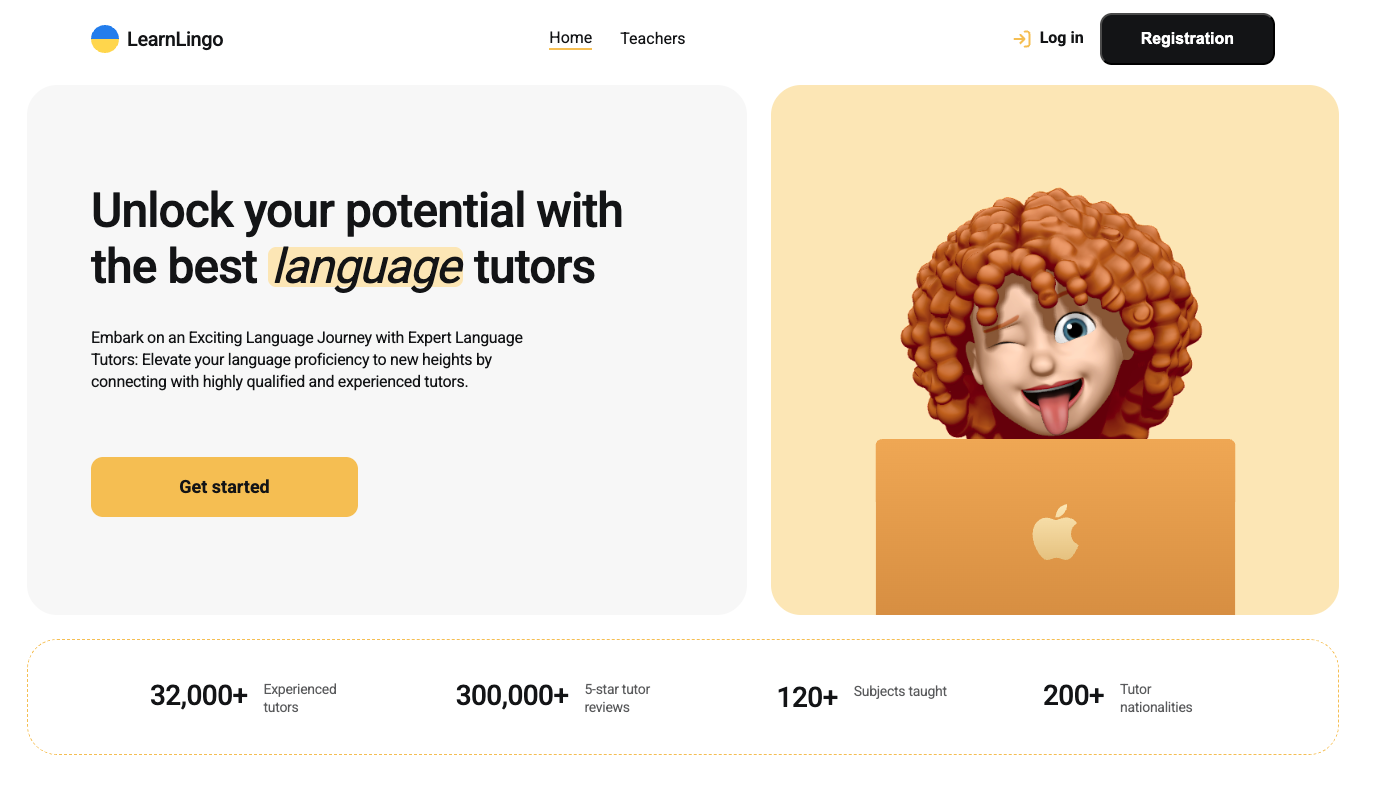 LearnLingo
Home
Teachers
Log in
Registration
Unlock your potential with
the best language tutors
Embark on an Exciting Language Journey with Expert Language
Tutors: Elevate your language proficiency to new heights by
connecting with highly qualified and experienced tutors.
Get started
32,000+
Experienced
tutors
300,000+
5-star tutor
reviews
120+
Subjects taught
200+
Tutor
nationalities